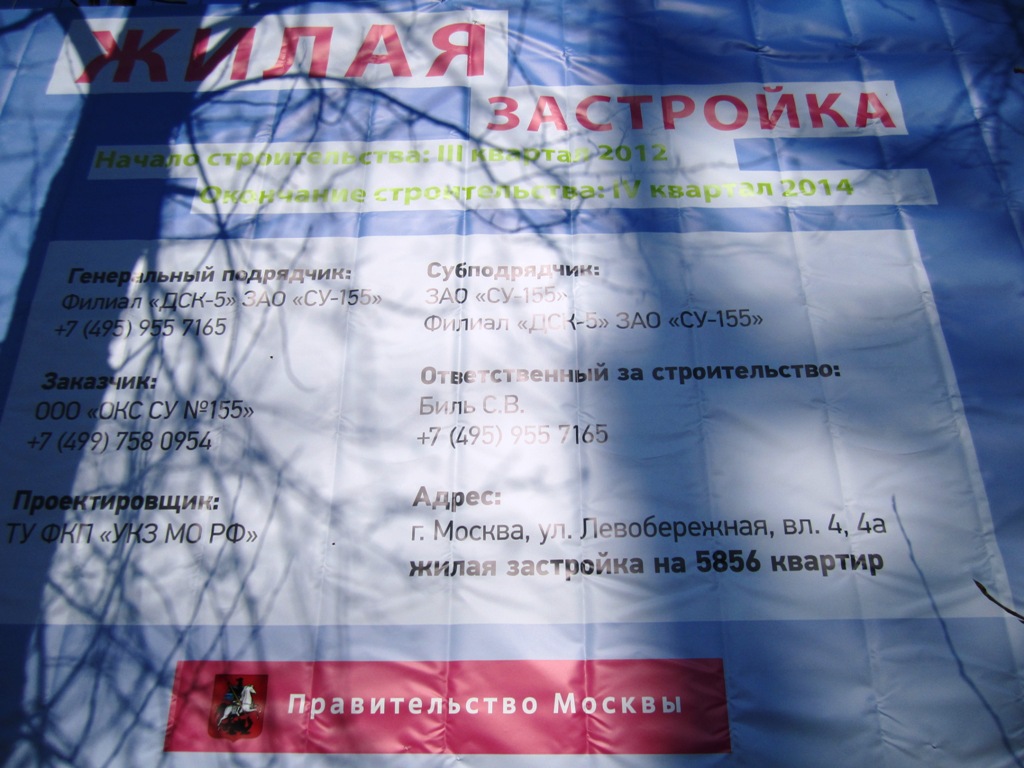 ЖИЛАЯ
ЗАСТРОЙКА
Начало строительства: III квартал 2012
Окончание строительства: IV квартал 2014
Генеральный подрядчик:
Филиал «ДСК-5» ЗАО «СУ-155»
+7 (495) 955 7165
Заказчик:
ООО «ОКС СУ №155»
+7 (499) 758 0954
Проектировщик:
ТУ ФКП «УКЗ МО РФ»
Субподрядчик:
ЗАО «СУ-155»
Филиал «ДСК-5» ЗАО «СУ-155»
Ответственный за строительство:
Биль С.В.
+7 (495) 955 7165
Адрес:
г. Москва, ул. Левобережная, вл. 4, 4а
жилая застройка на 5856 квартир
Правительство Москвы